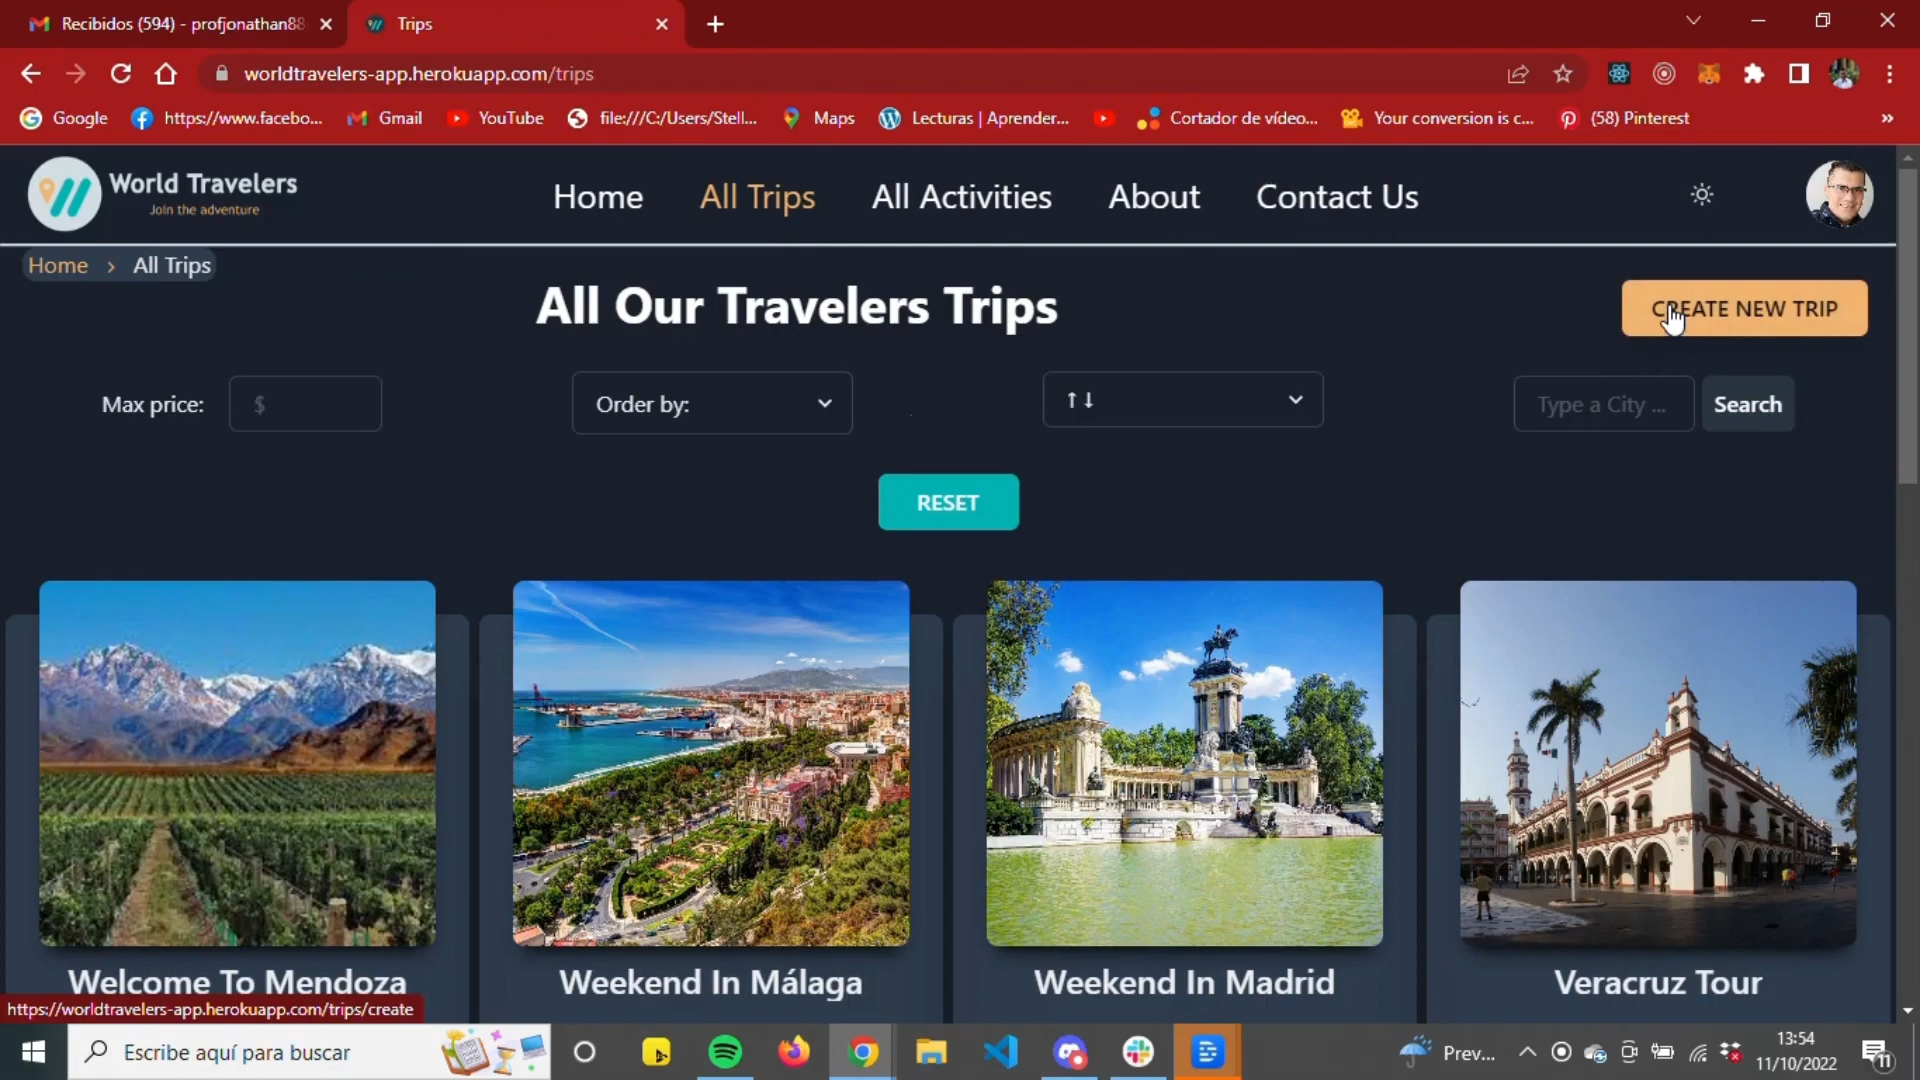 Recibidos (594) - profjonathan88
Trips
worldtravelers-app.herokuapp.com/trips
Google
https://www.facebo...
Gmail
YouTube
file:///C:/Users/Stell...
Maps
Lecturas | Aprender...
Cortador de vídeo...
Your conversion is c...
(58) Pinterest
»
World Travelers
Join the adventure
Home
All Trips
All Activities
About
Contact Us
Home › All Trips
All Our Travelers Trips
CREATE NEW TRIP
Max price:
$
Order by:
↑↓
Type a City ...
Search
RESET
Welcome To Mendoza
Weekend In Málaga
Weekend In Madrid
Veracruz Tour
https://worldtravelers-app.herokuapp.com/trips/create
Escribe aquí para buscar
Prev...
13:54
11/10/2022
11